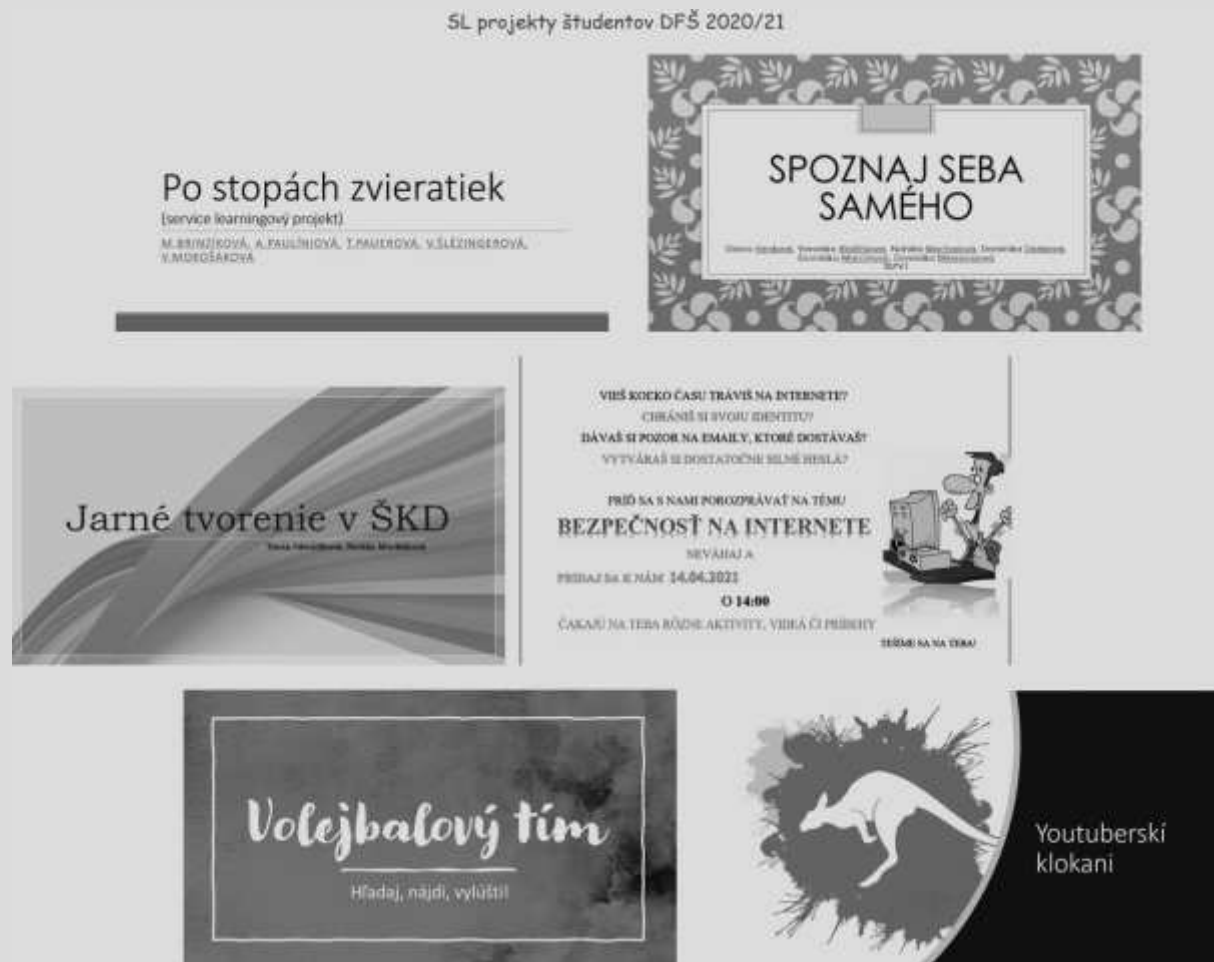 SL projekty študentov DFŠ 2020/21
Po stopách zvieratiek
(service learningový projekt)
M.BRINZÍKOVÁ, A.PAULÍNIOVÁ, T.PAUEROVÁ, V.ŠLEZINGEROVÁ,
V.MOKOŠÁKOVÁ
SPOZNAJ SEBA
SAMÉHO
Jarné tvorenie v ŠKD
VIEŠ KOĽKO ČASU TRÁVIŠ NA INTERNETE?
CHRÁNIŠ SI SVOJU IDENTITU?
DÁVAŠ SI POZOR NA EMAILY, KTORÉ DOSTÁVAŠ?
VYTVÁRAŠ SI DOSTATOČNE SILNÉ HESLÁ?
PRÍĎ SA S NAMI POROZPRÁVAŤ NA TÉMU
BEZPEČNOSŤ NA INTERNETE
NEVÁHAJ A
PRIDAJ SA K NÁM 14.04.2021
O 14:00
ČAKAJÚ NA TEBA RÔZNE AKTIVITY, VIDEÁ ČI PRÍBEHY
TEŠÍME SA NA TEBA!
Volejbalový tím
Hľadaj, nájdi, vylúšti!
Youtuberskí
klokani